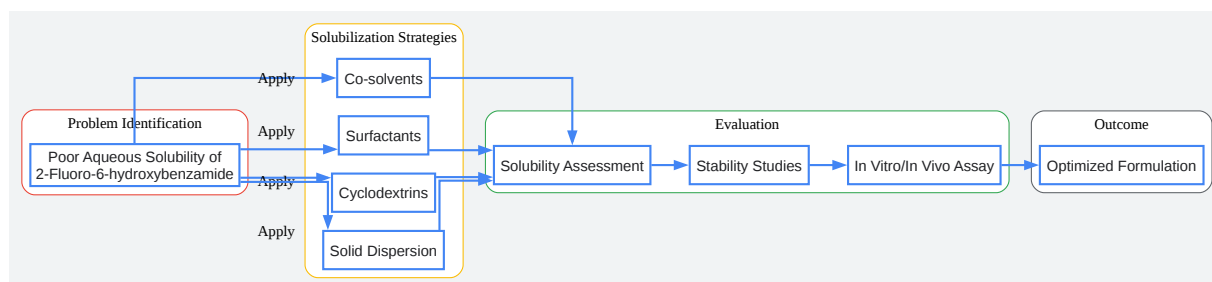 Problem Identification
Poor Aqueous Solubility of
2-Fluoro-6-hydroxybenzamide
Apply
Apply
Apply
Apply
Solubilization Strategies
Co-solvents
Surfactants
Cyclodextrins
Solid Dispersion
Evaluation
Solubility Assessment
Stability Studies
In Vitro/In Vivo Assay
Outcome
Optimized Formulation